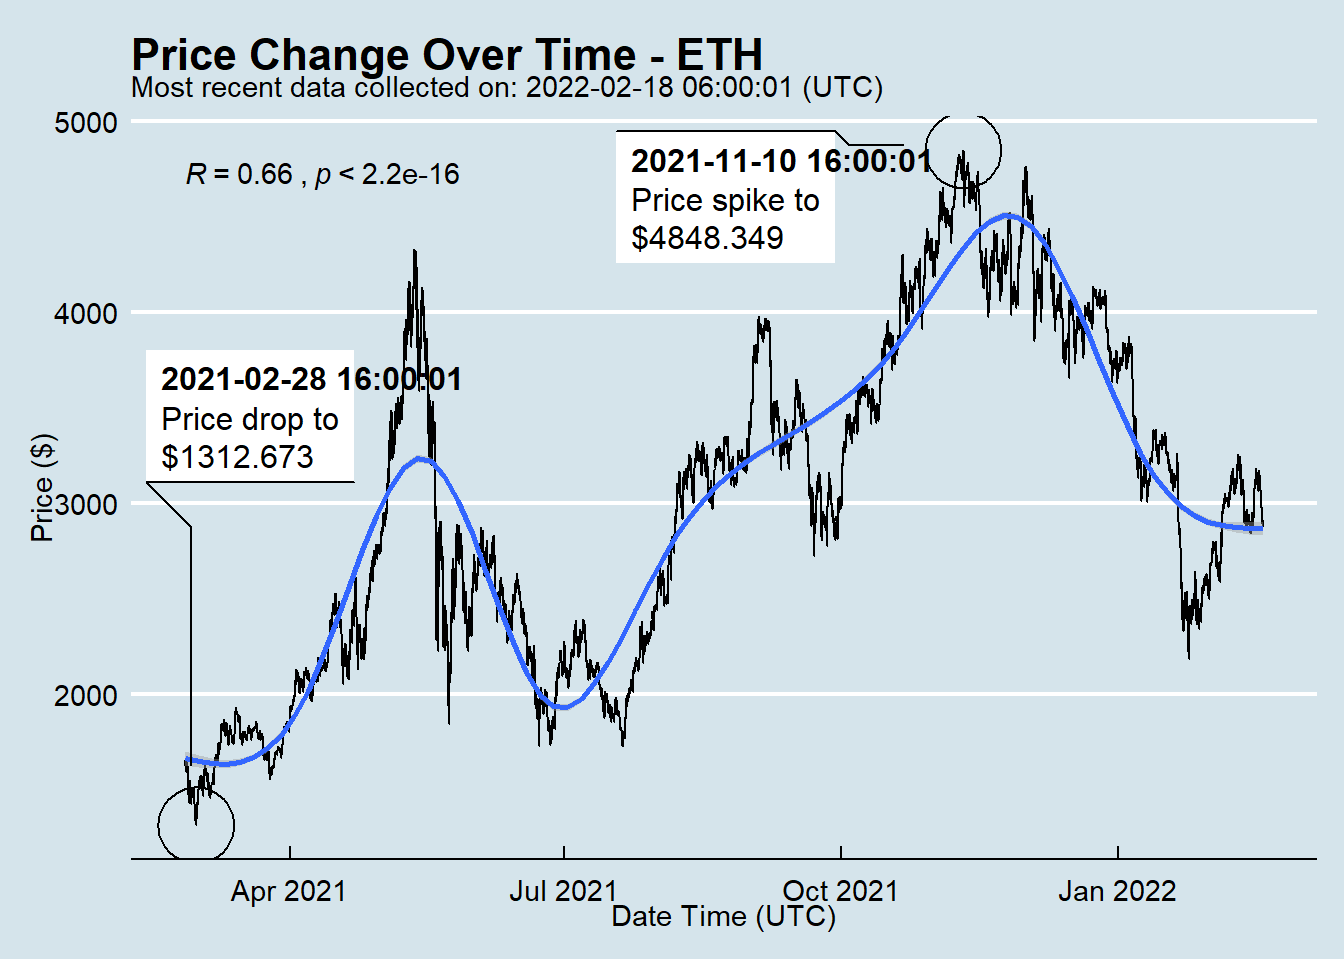 Price Change Over Time - ETH
Most recent data collected on: 2022-02-18 06:00:01 (UTC)
5000
R = 0.66 , p < 2.2e-16
2021-11-10 16:00:01
Price spike to
$4848.349
4000
2021-02-28 16:00:01
Price drop to
$1312.673
Price ($)
3000
2000
Apr 2021
Jul 2021
Oct 2021
Jan 2022
Date Time (UTC)